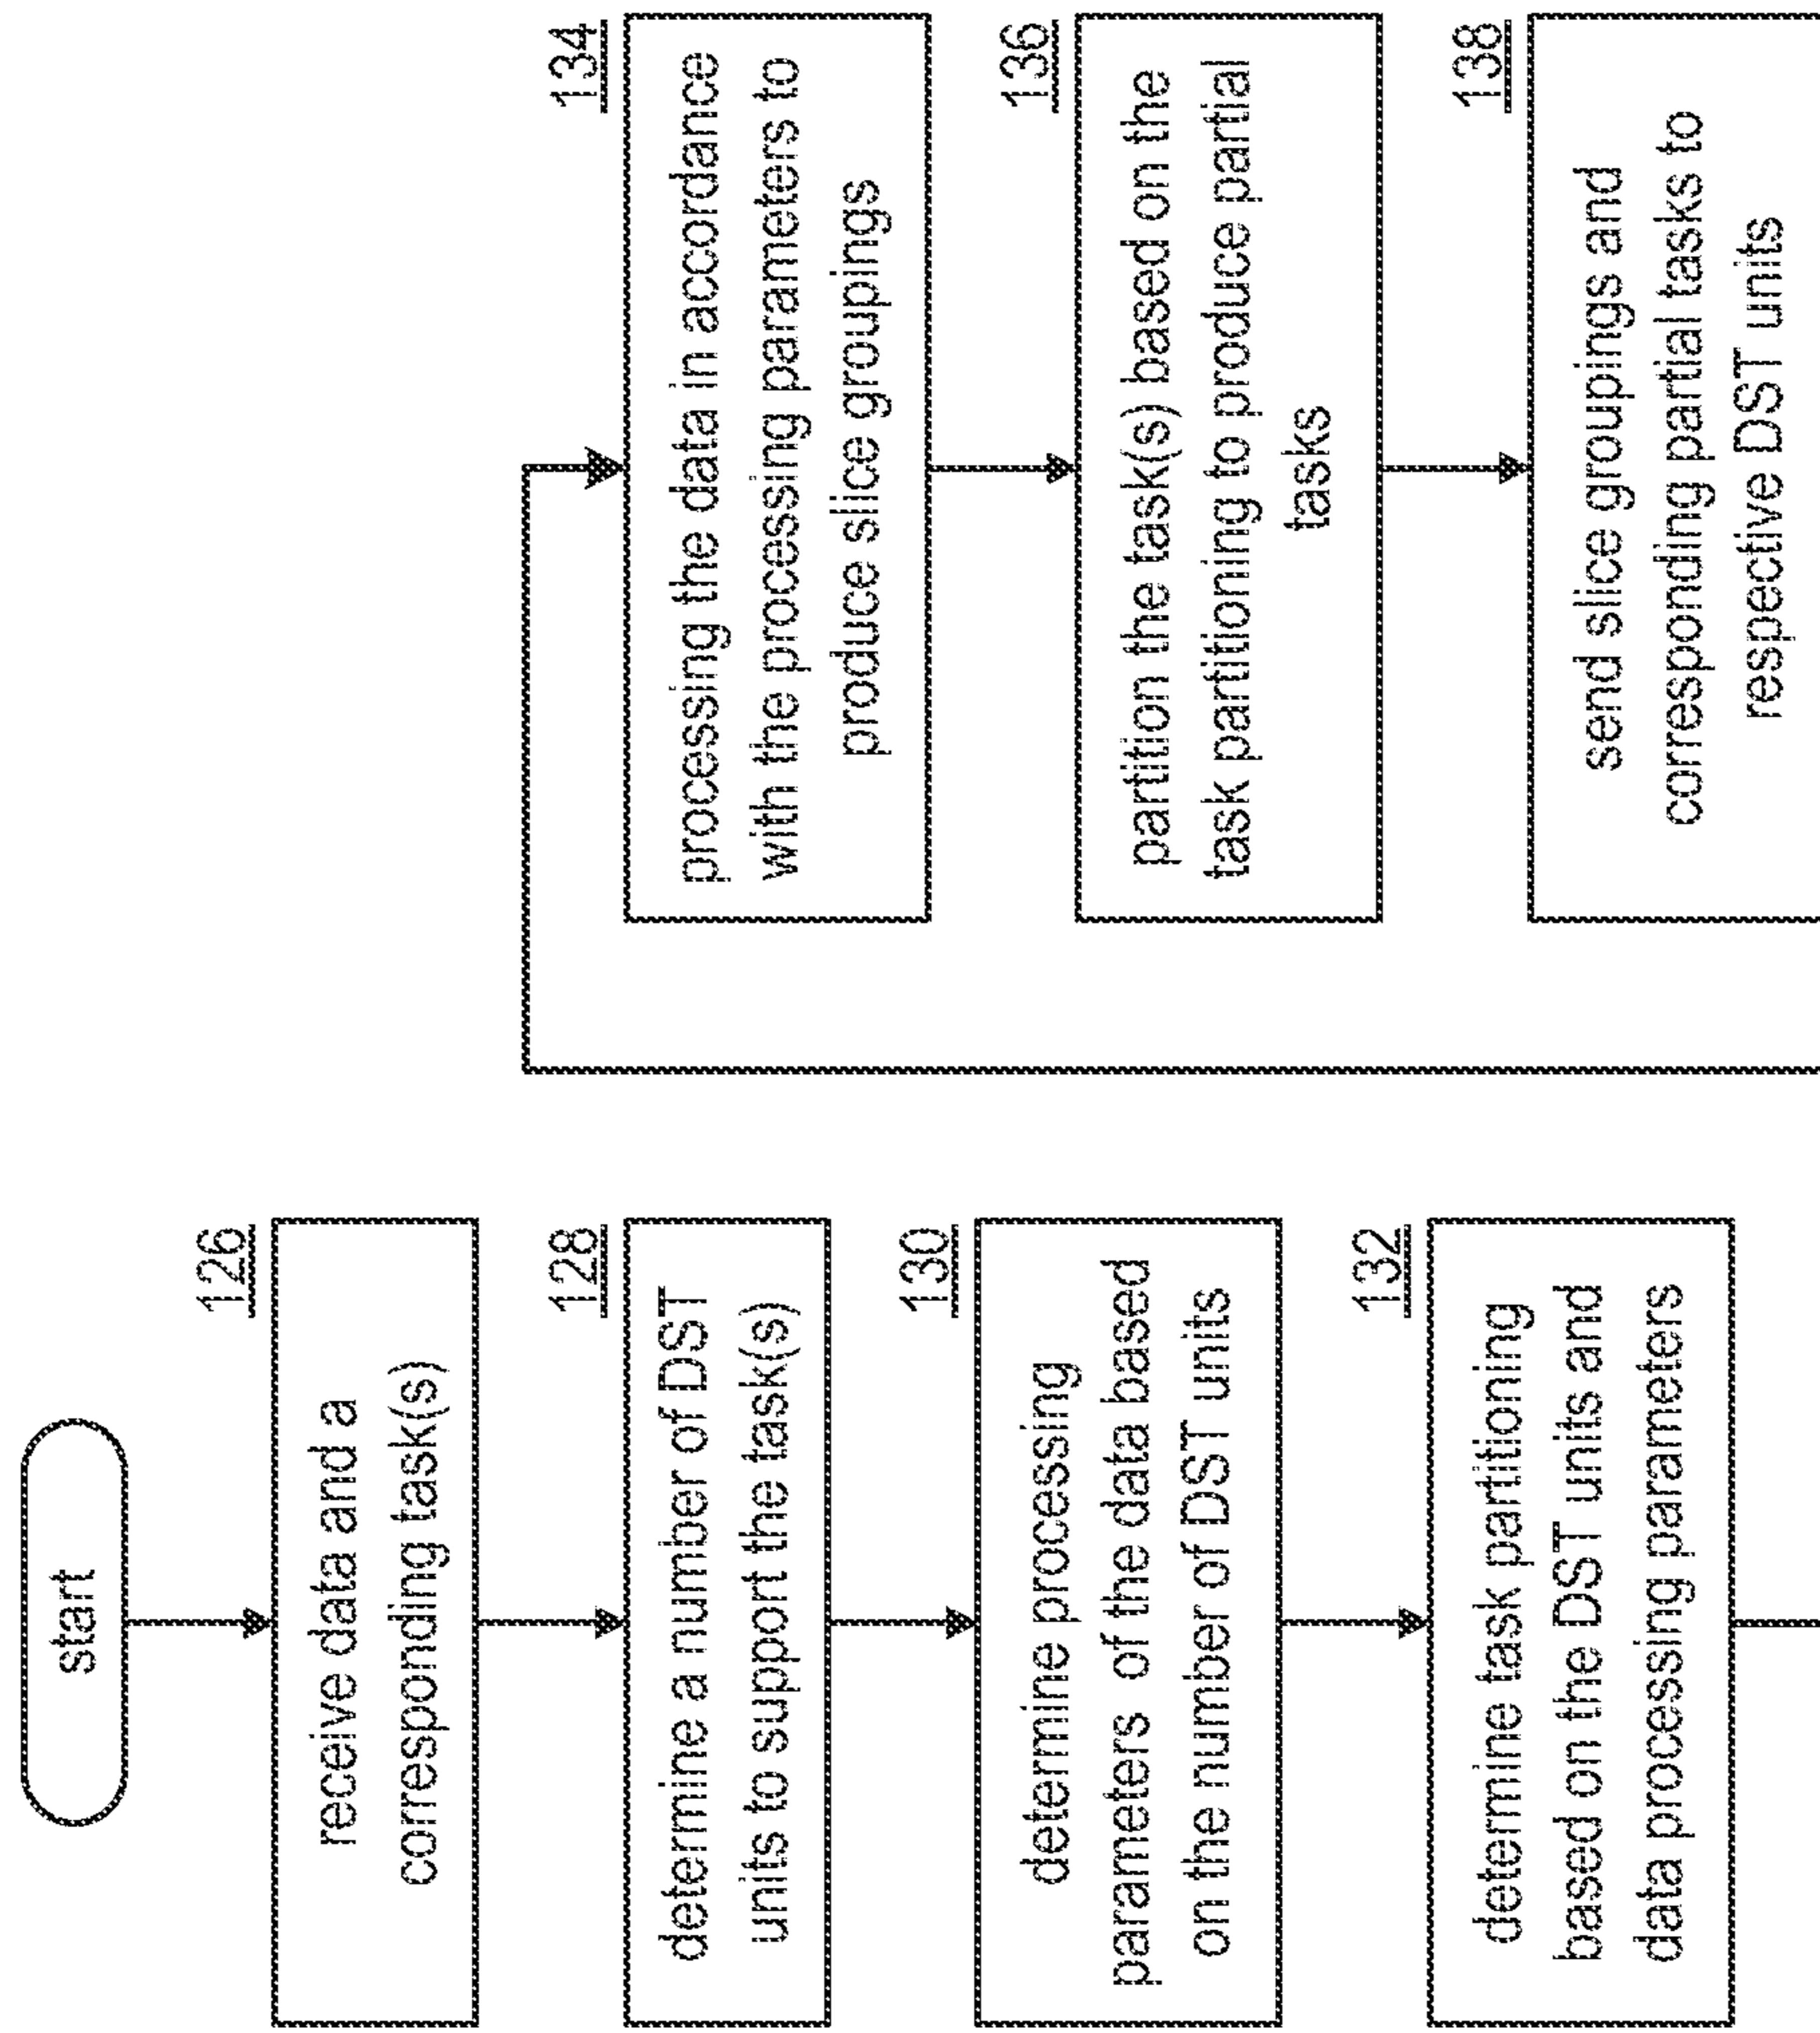 start
126
receive data and a
corresponding task(s)
128
determine a number of DST
units to support the task(s)
130
determine processing
parameters of the data based
on the number of DST units
132
determine task partitioning
based on the DST units and
data processing parameters
134
processing the data in accordance
with the processing parameters to
produce slice groupings
136
partition the task(s) based on the
task partitioning to produce partial
tasks
138
send slice groupings and
corresponding partial tasks to
respective DST units